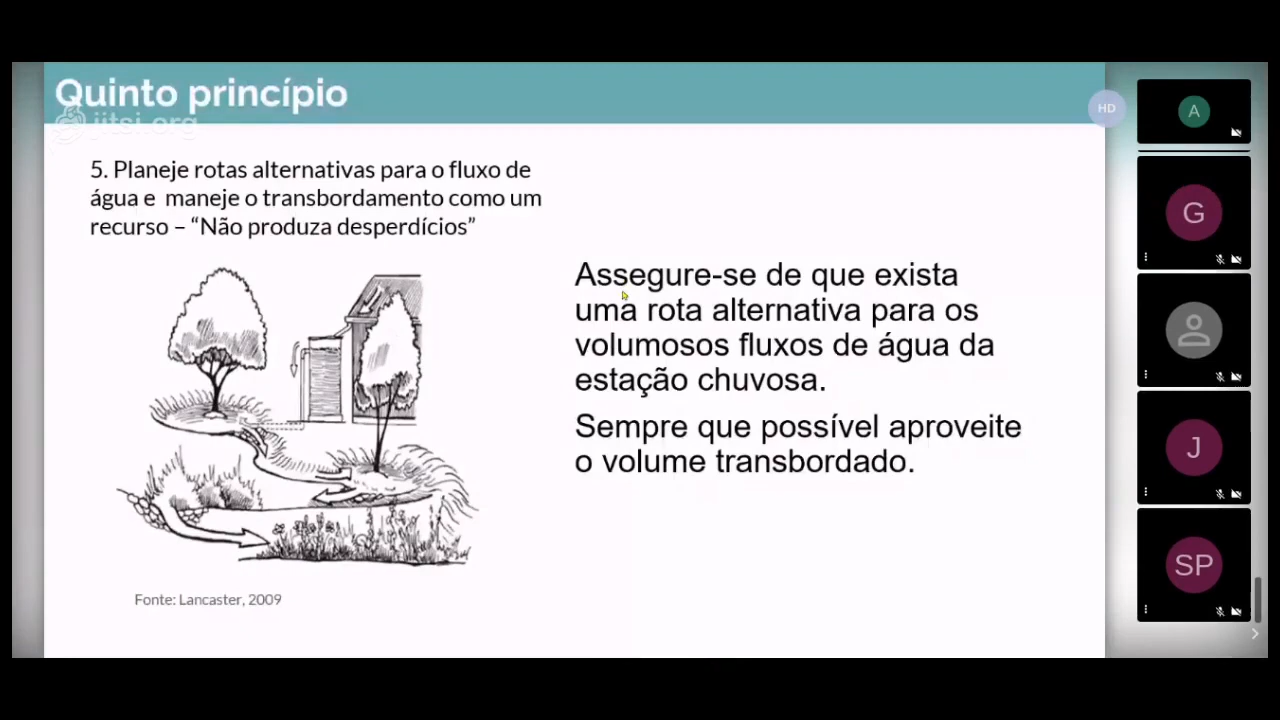 Quinto princípio
jitsi.org
HD
5. Planeje rotas alternativas para o fluxo de
água e maneje o transbordamento como um
recurso – “Não produza desperdícios”
Assegure-se de que exista
uma rota alternativa para os
volumosos fluxos de água da
estação chuvosa.
Sempre que possível aproveite
o volume transbordado.
Fonte: Lancaster, 2009
A
G
J
SP